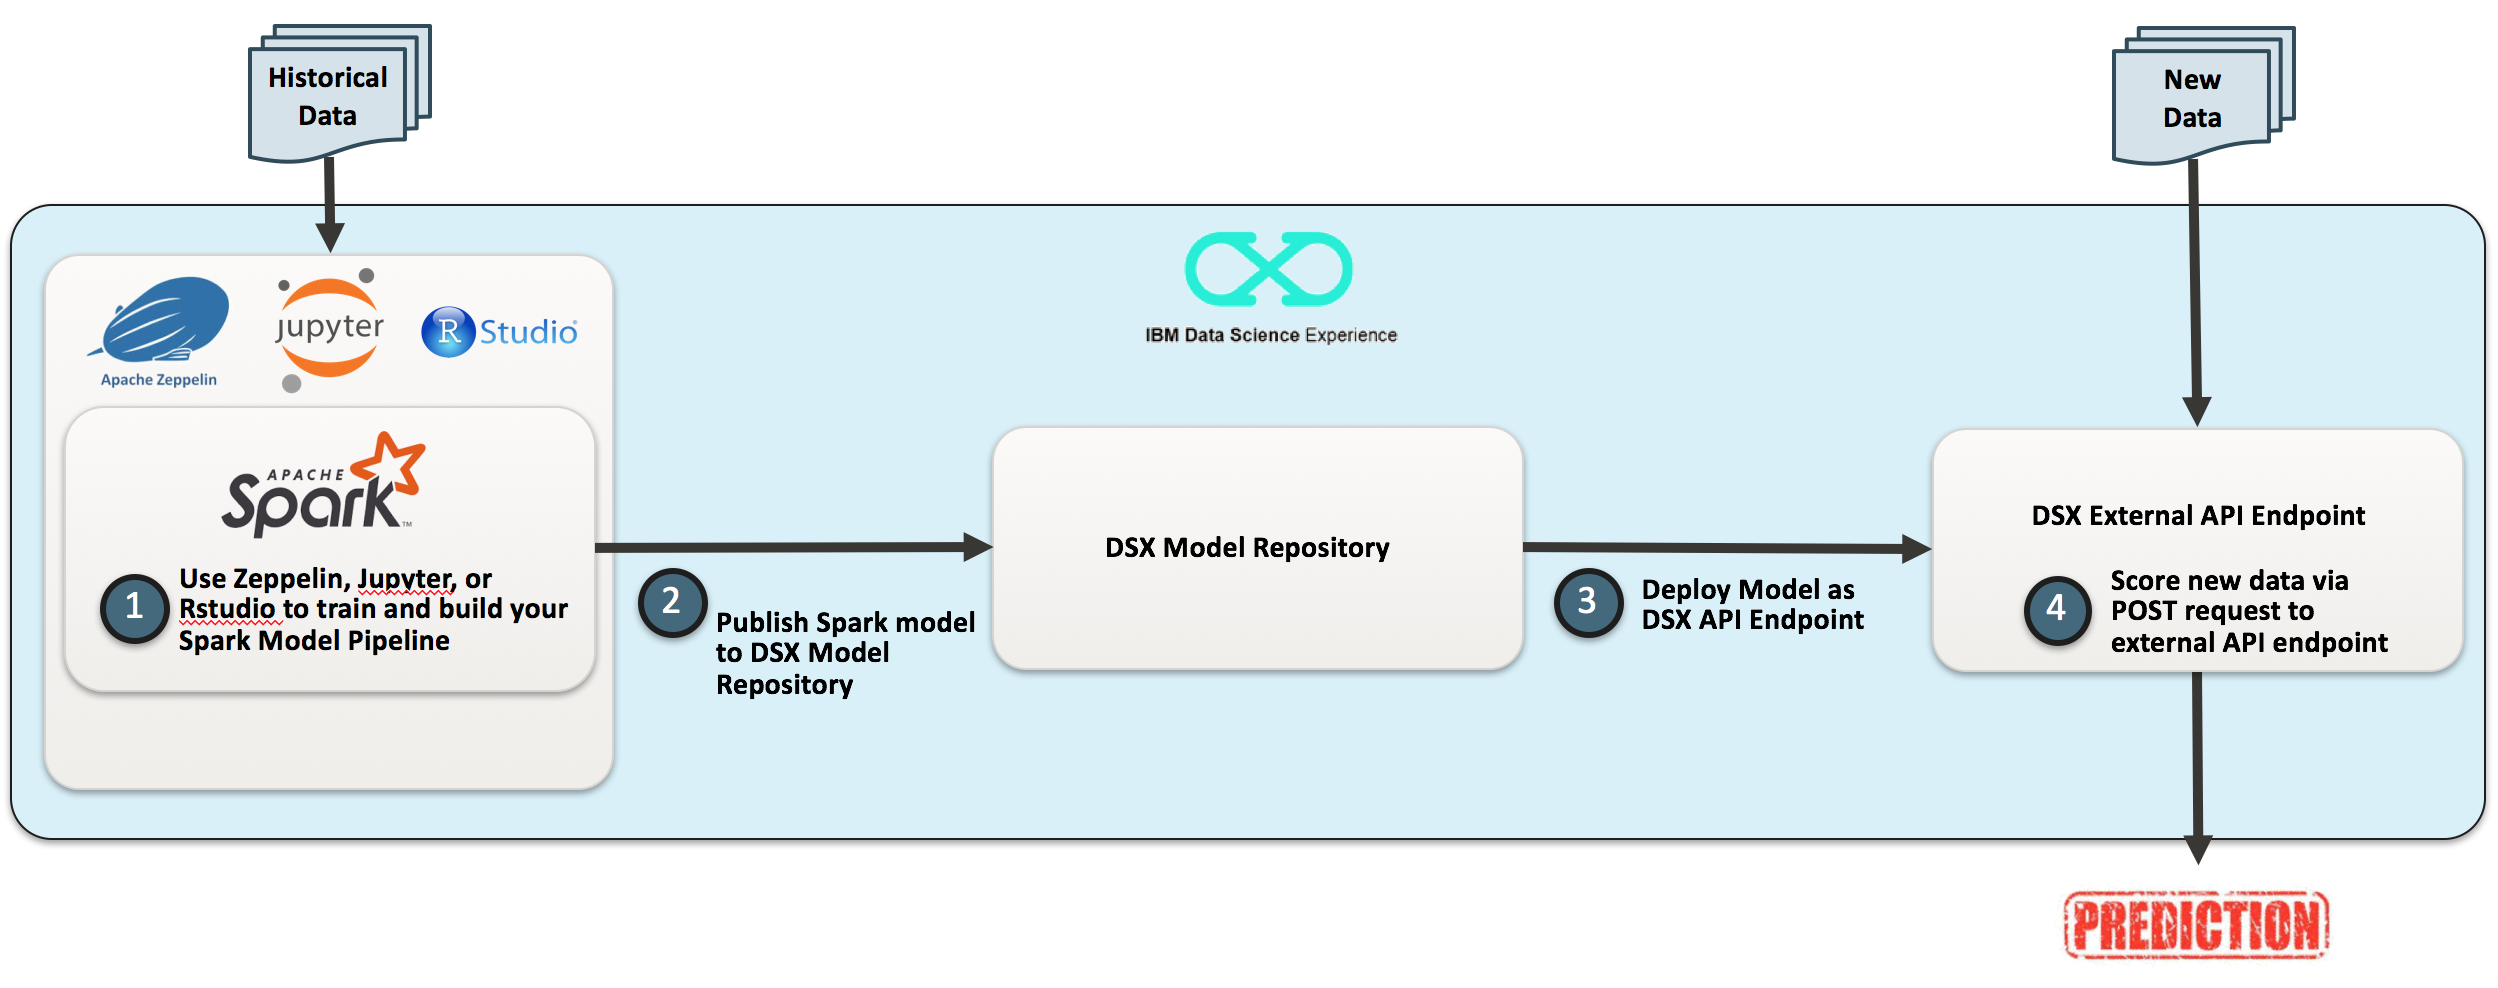 Historical
Data
New
Data
Apache Zeppelin
jupyter
R Studio
IBM Data Science Experience
APACHE
Spark™
1
Use Zeppelin, Jupyter, or
Rstudio to train and build your
Spark Model Pipeline
2
Publish Spark model
to DSX Model
Repository
DSX Model Repository
3
Deploy Model as
DSX API Endpoint
DSX External API Endpoint
4
Score new data via
POST request to
external API endpoint
PREDICTION